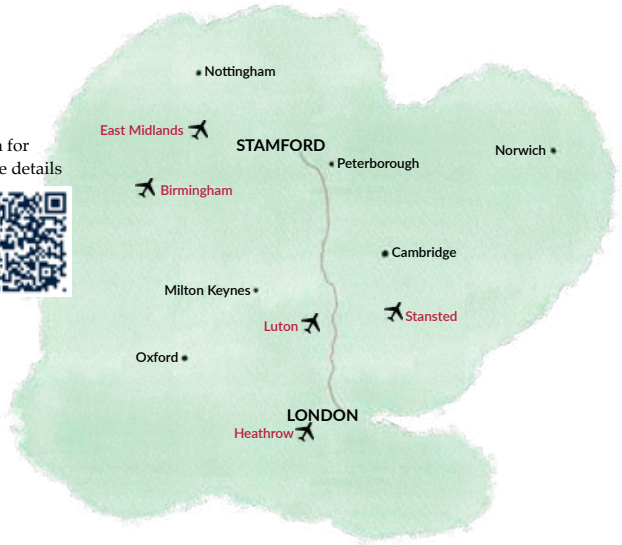 Nottingham
East Midlands
STAMFORD
Norwich
for
Peterborough
details
Birmingham
Cambridge
Milton Keynes
Stansted
Luton
Oxford
LONDON
Heathrow